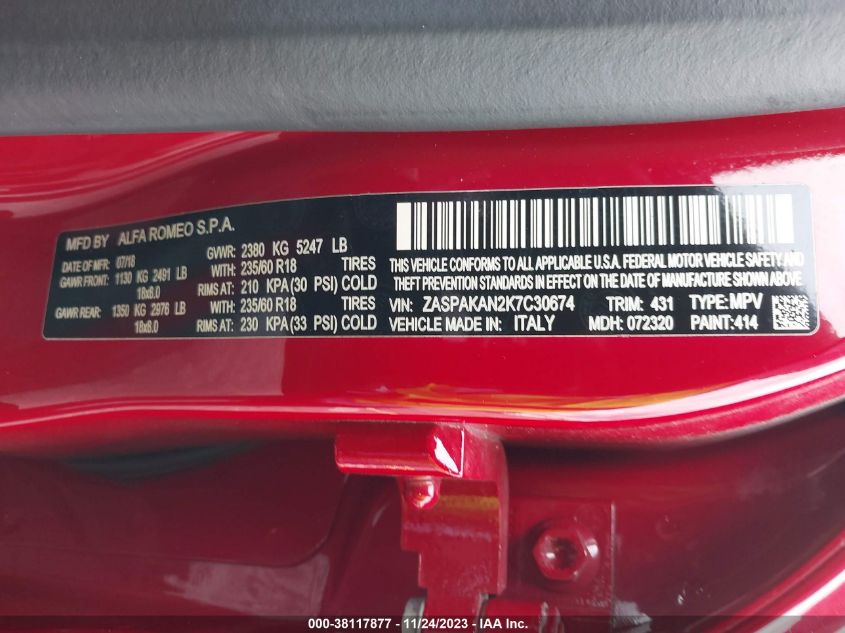 MFD BY ALFA ROMEO S.P.A.
DATE OF MFR: 07/18 GVWR: 2380 KG 5247 LB
GAWR FRONT: 1130 KG 2491 LB WITH: 235/60 R18 TIRES
18x8.0 RIMS AT: 210 KPA (30 PSI) COLD
GAWR REAR: 1350 KG 2976 LB WITH: 235/60 R18 TIRES
18x8.0 RIMS AT: 230 KPA (33 PSI) COLD
THIS VEHICLE CONFORMS TO ALL APPLICABLE U.S.A. FEDERAL MOTOR VEHICLE SAFETY, BUMPER, AND
THEFT PREVENTION STANDARDS IN EFFECT ON THE DATE OF MANUFACTURE SHOWN ABOVE
VIN: ZASPAKAN2K7C30674 TRIM: 431 TYPE: MPV
VEHICLE MADE IN: ITALY MDH: 072320 PAINT: 414
000-38117877 - 11/24/2023 - IAA Inc.